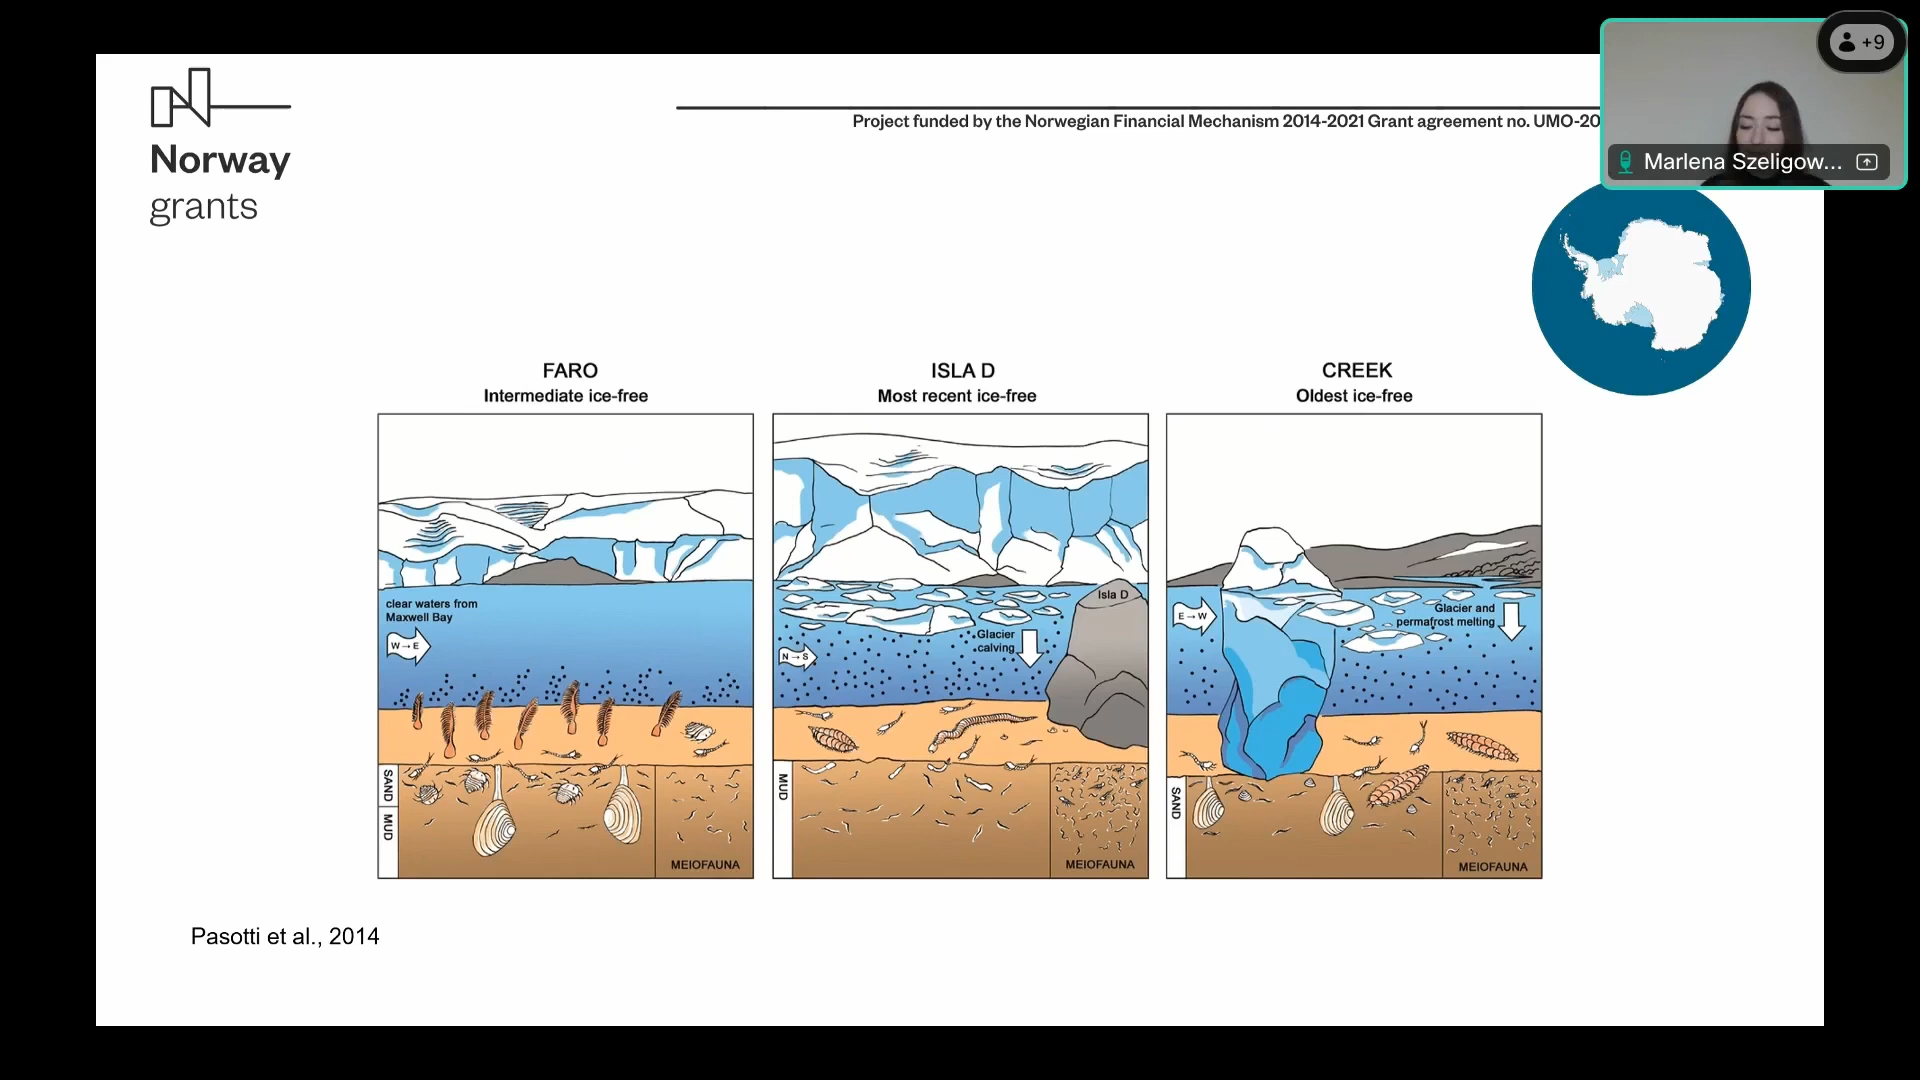 +9
Norway
grants
Project funded by the Norwegian Financial Mechanism 2014-2021 Grant agreement no. UMO-20
Marlena Szeligow...
FARO
Intermediate ice-free
ISLA D
Most recent ice-free
CREEK
Oldest ice-free
clear waters from
Maxwell Bay
W→E
Isla D
Glacier
calving
N→S
E→W
Glacier and
permafrost melting
SAND
MUD
MEIOFAUNA
MUD
MEIOFAUNA
SAND
MEIOFAUNA
Pasotti et al., 2014